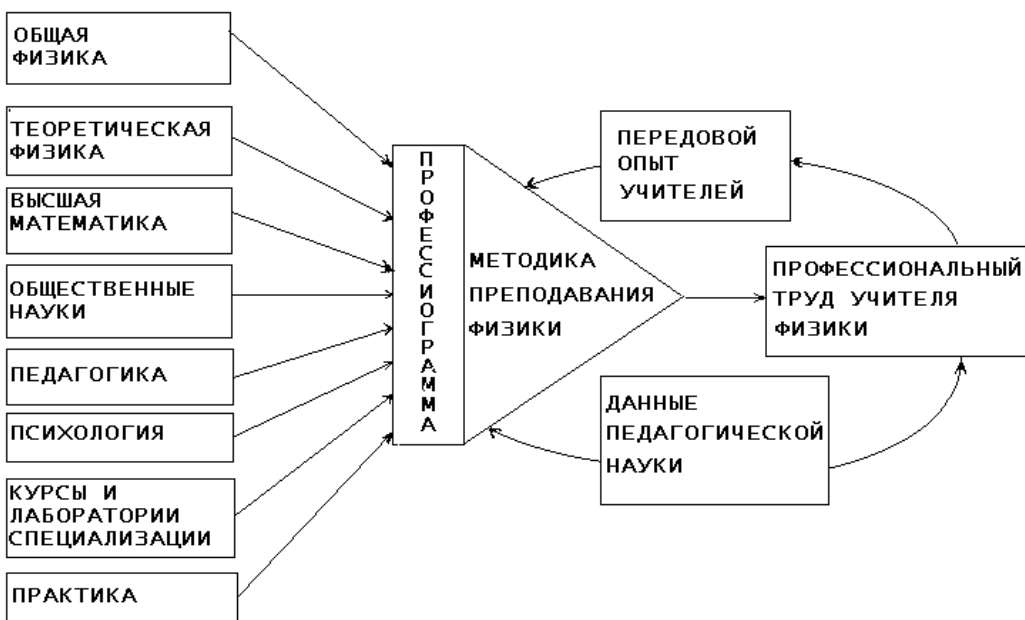 ОБЩАЯ
ФИЗИКА
ТЕОРЕТИЧЕСКАЯ
ФИЗИКА
ВЫСШАЯ
МАТЕМАТИКА
ОБЩЕСТВЕННЫЕ
НАУКИ
ПЕДАГОГИКА
ПСИХОЛОГИЯ
КУРСЫ И
ЛАБОРАТОРИИ
СПЕЦИАЛИЗАЦИИ
ПРАКТИКА
ПРОФЕССИОГРАММА
МЕТОДИКА
ПРЕПОДАВАНИЯ
ФИЗИКИ
ПЕРЕДОВОЙ
ОПЫТ
УЧИТЕЛЕЙ
ДАННЫЕ
ПЕДАГОГИЧЕСКОЙ
НАУКИ
ПРОФЕССИОНАЛЬНЫЙ
ТРУД УЧИТЕЛЯ
ФИЗИКИ